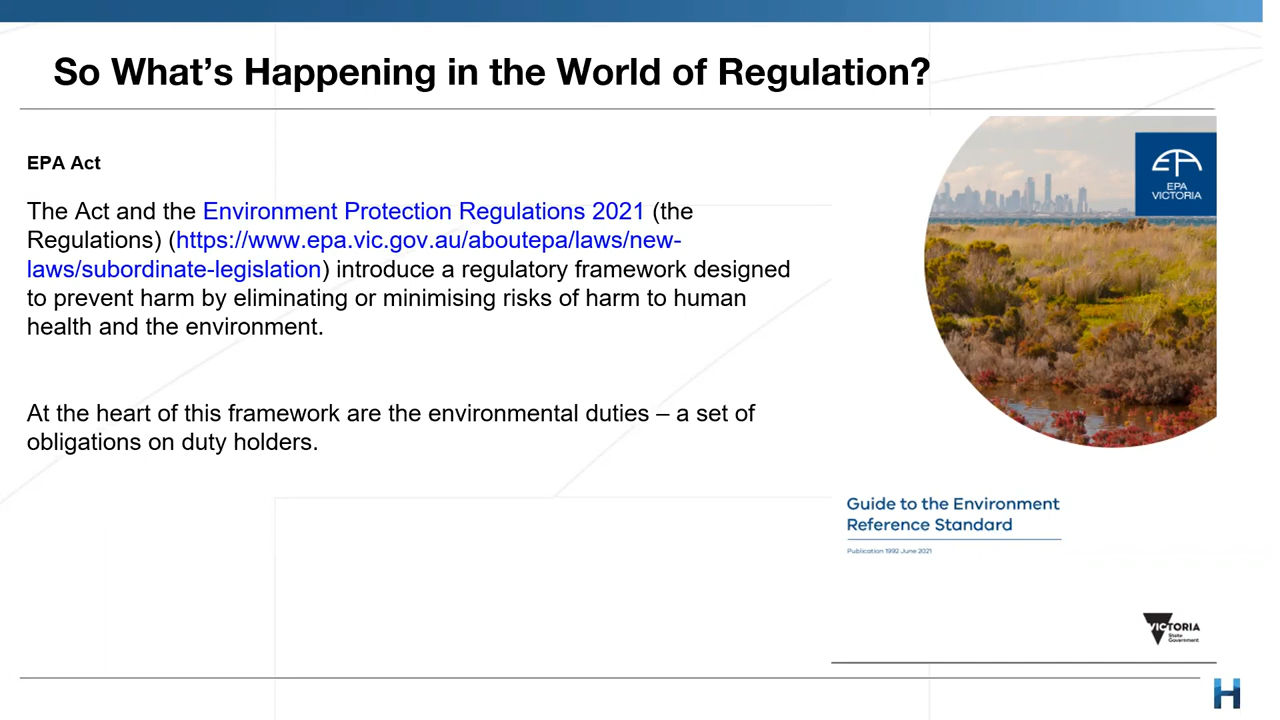 So What’s Happening in the World of Regulation?
EPA Act
The Act and the Environment Protection Regulations 2021 (the
Regulations) (https://www.epa.vic.gov.au/aboutepa/laws/new-
laws/subordinate-legislation) introduce a regulatory framework designed
to prevent harm by eliminating or minimising risks of harm to human
health and the environment.
At the heart of this framework are the environmental duties – a set of
obligations on duty holders.
EPA
VICTORIA
Guide to the Environment
Reference Standard
Publication 1992 June 2021
VICTORIA
State
Government
H